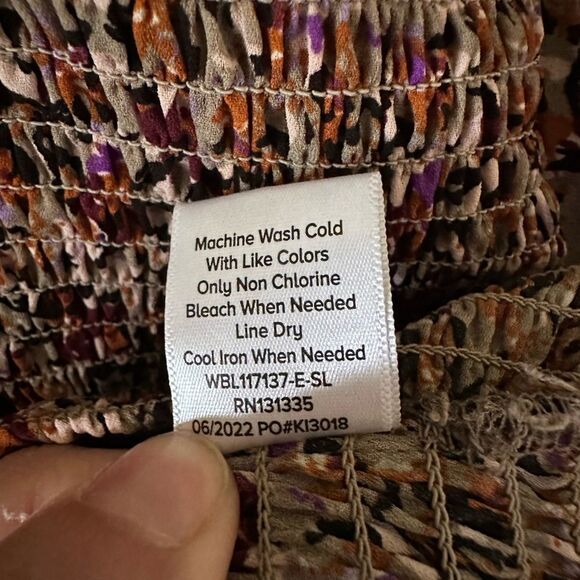 Machine Wash Cold
With Like Colors
Only Non Chlorine
Bleach When Needed
Line Dry
Cool Iron When Needed
WBL117137-E-SL
RN131335
06/2022 PO#KI3018